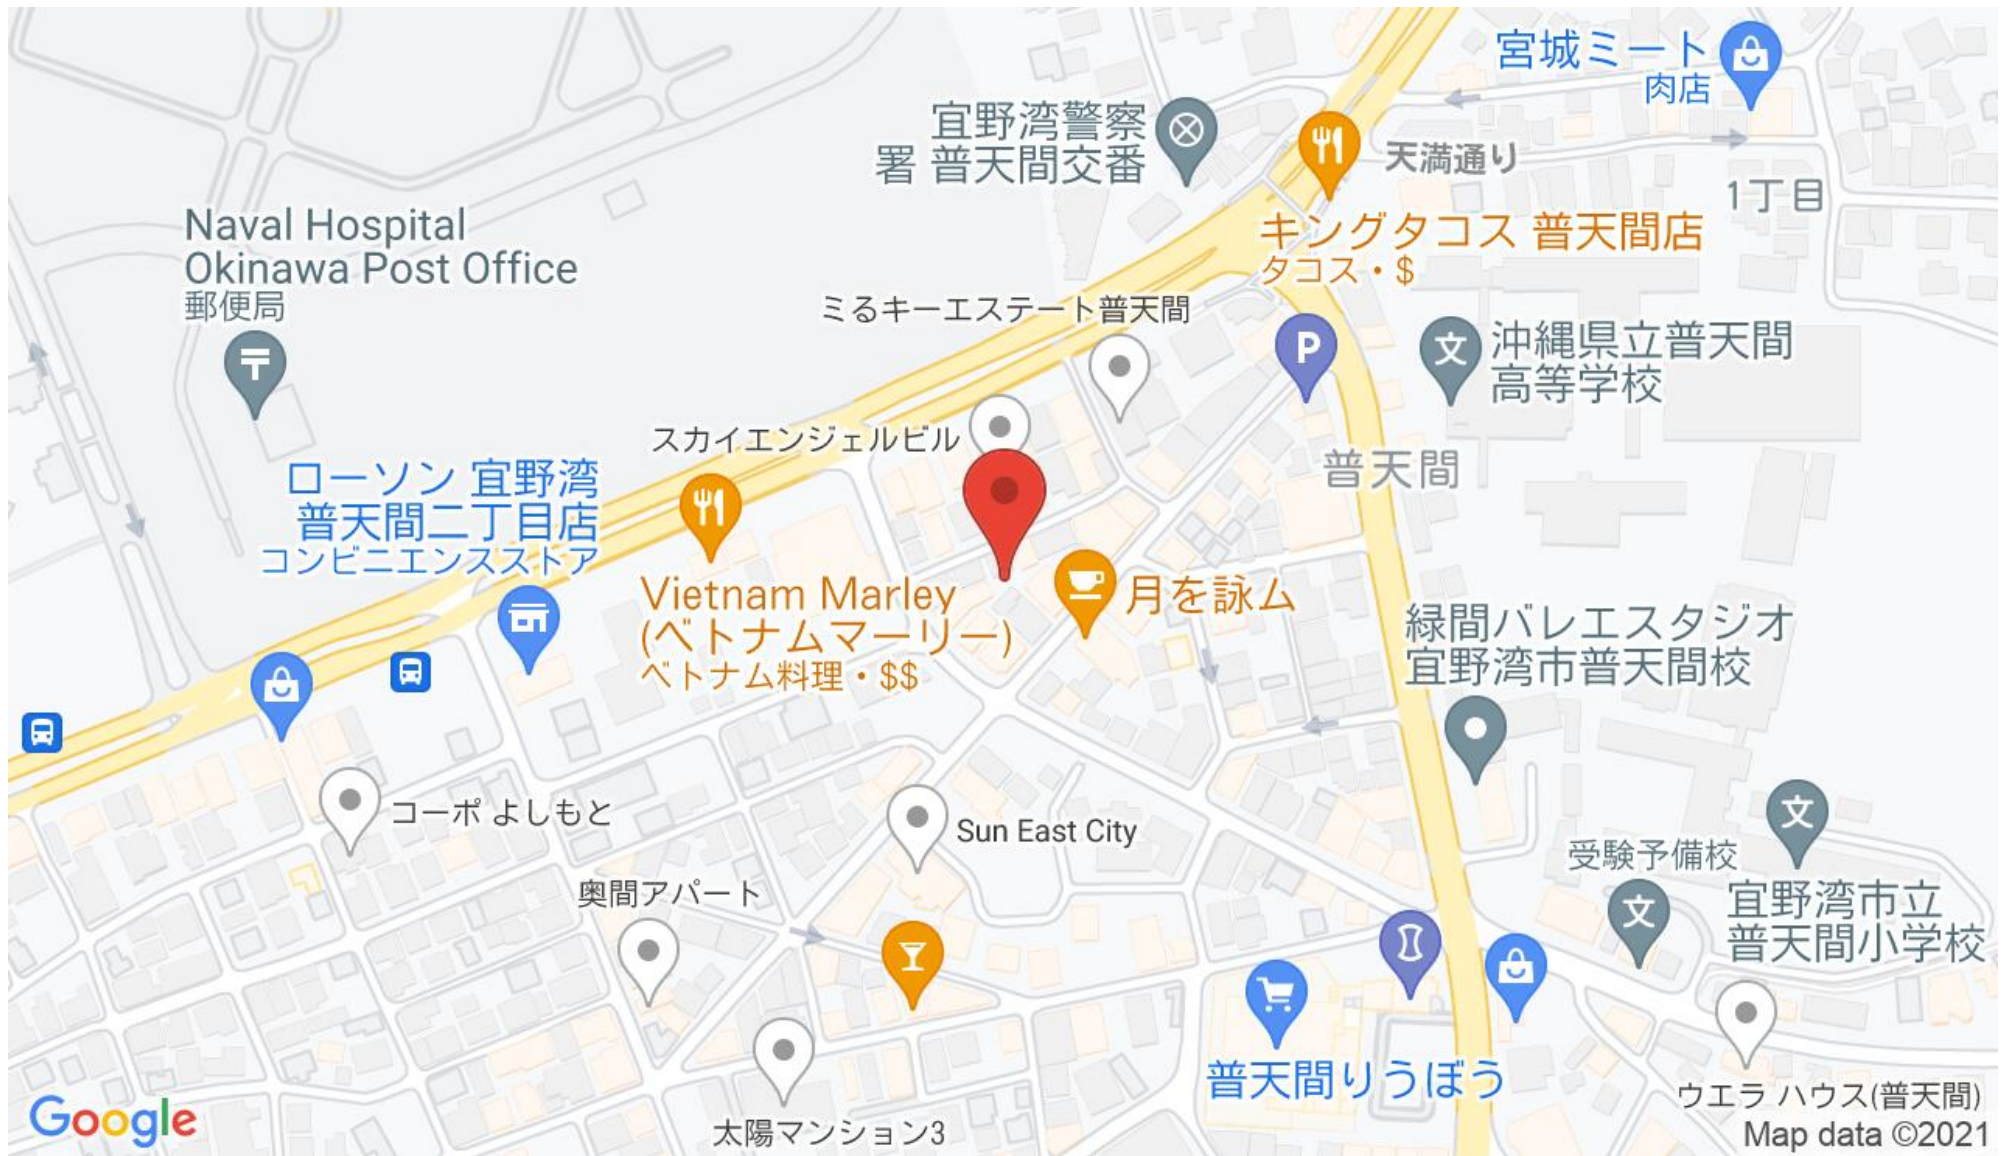 宮城ミート
肉店
宜野湾警察
署 普天間交番
天満通り
1丁目
Naval Hospital
Okinawa Post Office
郵便局
キングタコス 普天間店
タコス・$
ミるキーエステート普天間
P
文
沖縄県立普天間
高等学校
スカイエンジェルビル
普天間
ローソン 宜野湾
普天間二丁目店
コンビニエンスストア
Vietnam Marley
(ベトナムマーリー)
ベトナム料理・$$
月を詠ム
緑間バレエスタジオ
宜野湾市普天間校
コーポ よしもと
Sun East City
文
受験予備校
文
宜野湾市立
普天間小学校
奥間アパート
普天間りうぼう
ウエラ ハウス(普天間)
太陽マンション3
Google
Map data ©2021